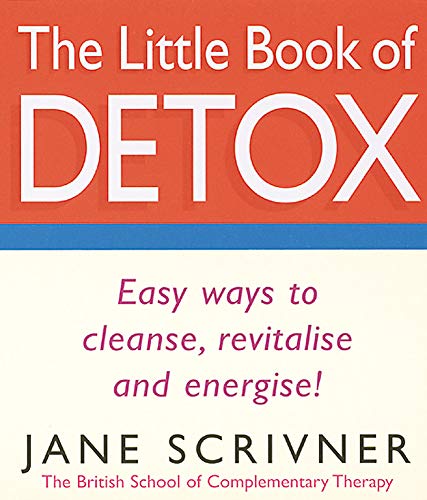 The Little Book of
DETOX
Easy ways to
cleanse, revitalise
and energise!
JANE SCRIVNER
The British School of Complementary Therapy